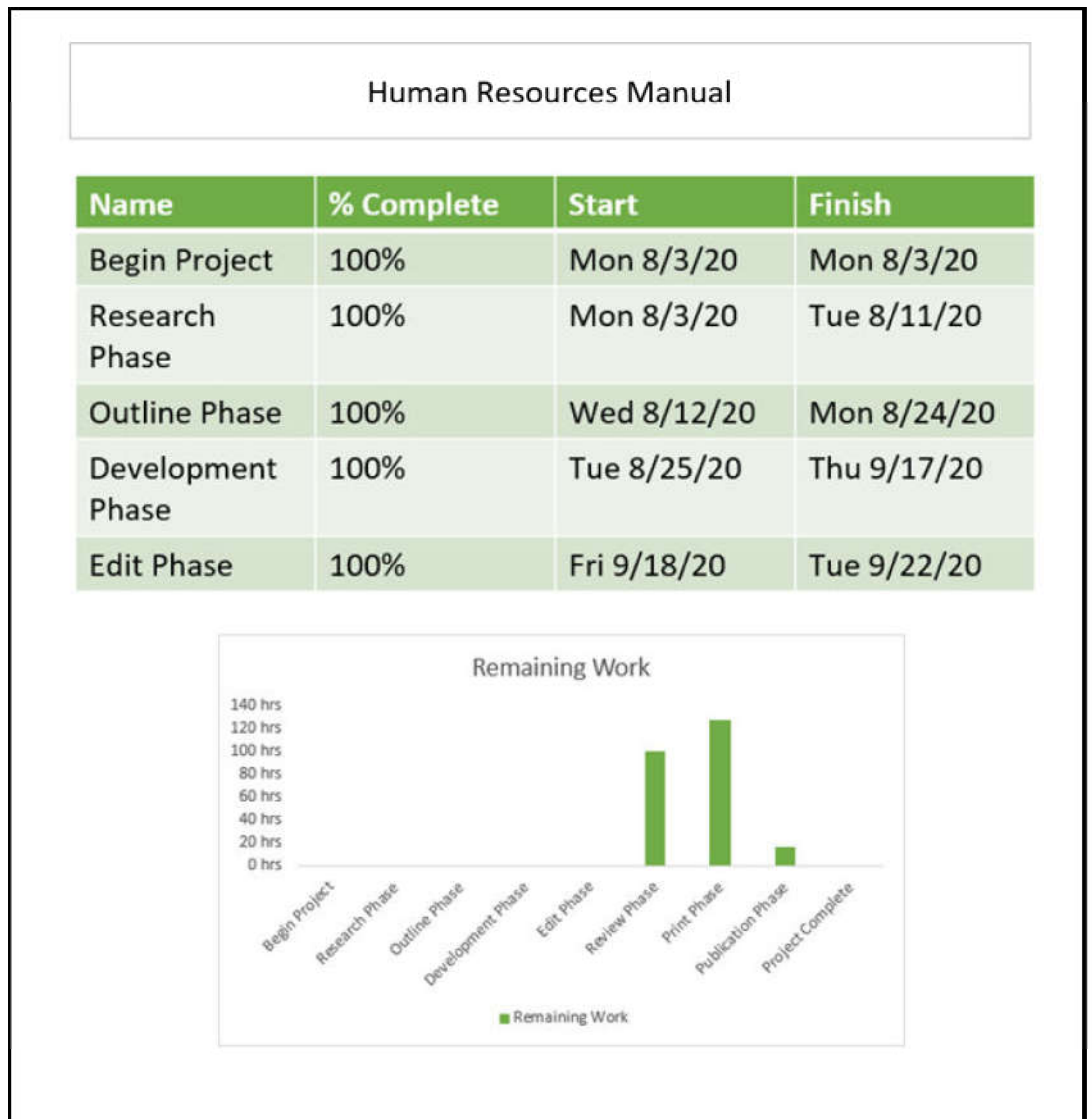 Human Resources Manual
Name % Complete Start Finish
Begin Project 100% Mon 8/3/20 Mon 8/3/20
Research 100% Mon 8/3/20 Tue 8/11/20
Phase
Outline Phase 100% Wed 8/12/20 Mon 8/24/20
Development 100% Tue 8/25/20 Thu 9/17/20
Phase
Edit Phase 100% Fri 9/18/20 Tue 9/22/20
Remaining Work
140 hrs
120 hrs
100 hrs
80 hrs
60 hrs
40 hrs
20 hrs
0 hrs
Begin Project
Research Phase
Outline Phase
Development Phase
Edit Phase
Review Phase
Print Phase
Publication Phase
Project Complete
Remaining Work